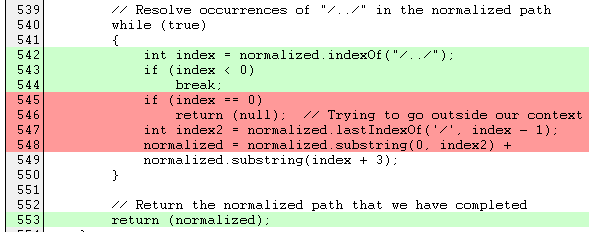 539 // Resolve occurrences of "/../" in the normalized path
540 while (true)
541 {
542 int index = normalized.indexOf("/../");
543 if (index < 0)
544 break;
545 if (index == 0)
546 return (null); // Trying to go outside our context
547 int index2 = normalized.lastIndexOf('/', index - 1);
548 normalized = normalized.substring(0, index2) +
549 normalized.substring(index + 3);
550 }
551
552 // Return the normalized path that we have completed
553 return (normalized);